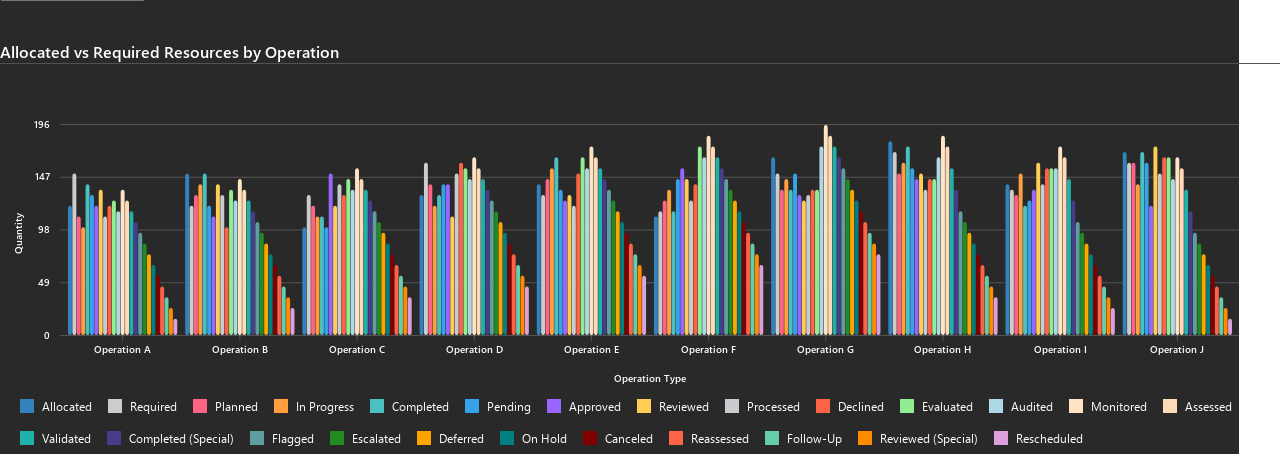 Allocated vs Required Resources by Operation
196
147
98
49
0
Quantity
Operation A Operation B Operation C Operation D Operation E Operation F Operation G Operation H Operation I Operation J
Operation Type
Allocated Required Planned In Progress Completed Pending Approved Reviewed Processed Declined Evaluated Audited Monitored Assessed
Validated Completed (Special) Flagged Escalated Deferred On Hold Canceled Reassessed Follow-Up Reviewed (Special) Rescheduled